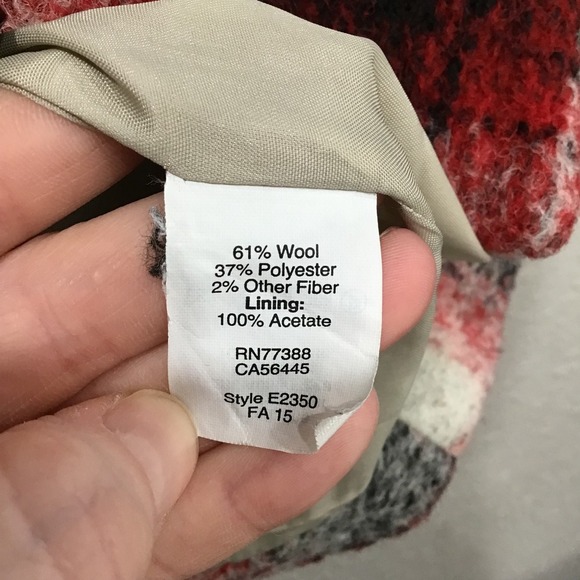 61% Wool
37% Polyester
2% Other Fiber
Lining:
100% Acetate
RN77388
CA56445
Style E2350
FA 15